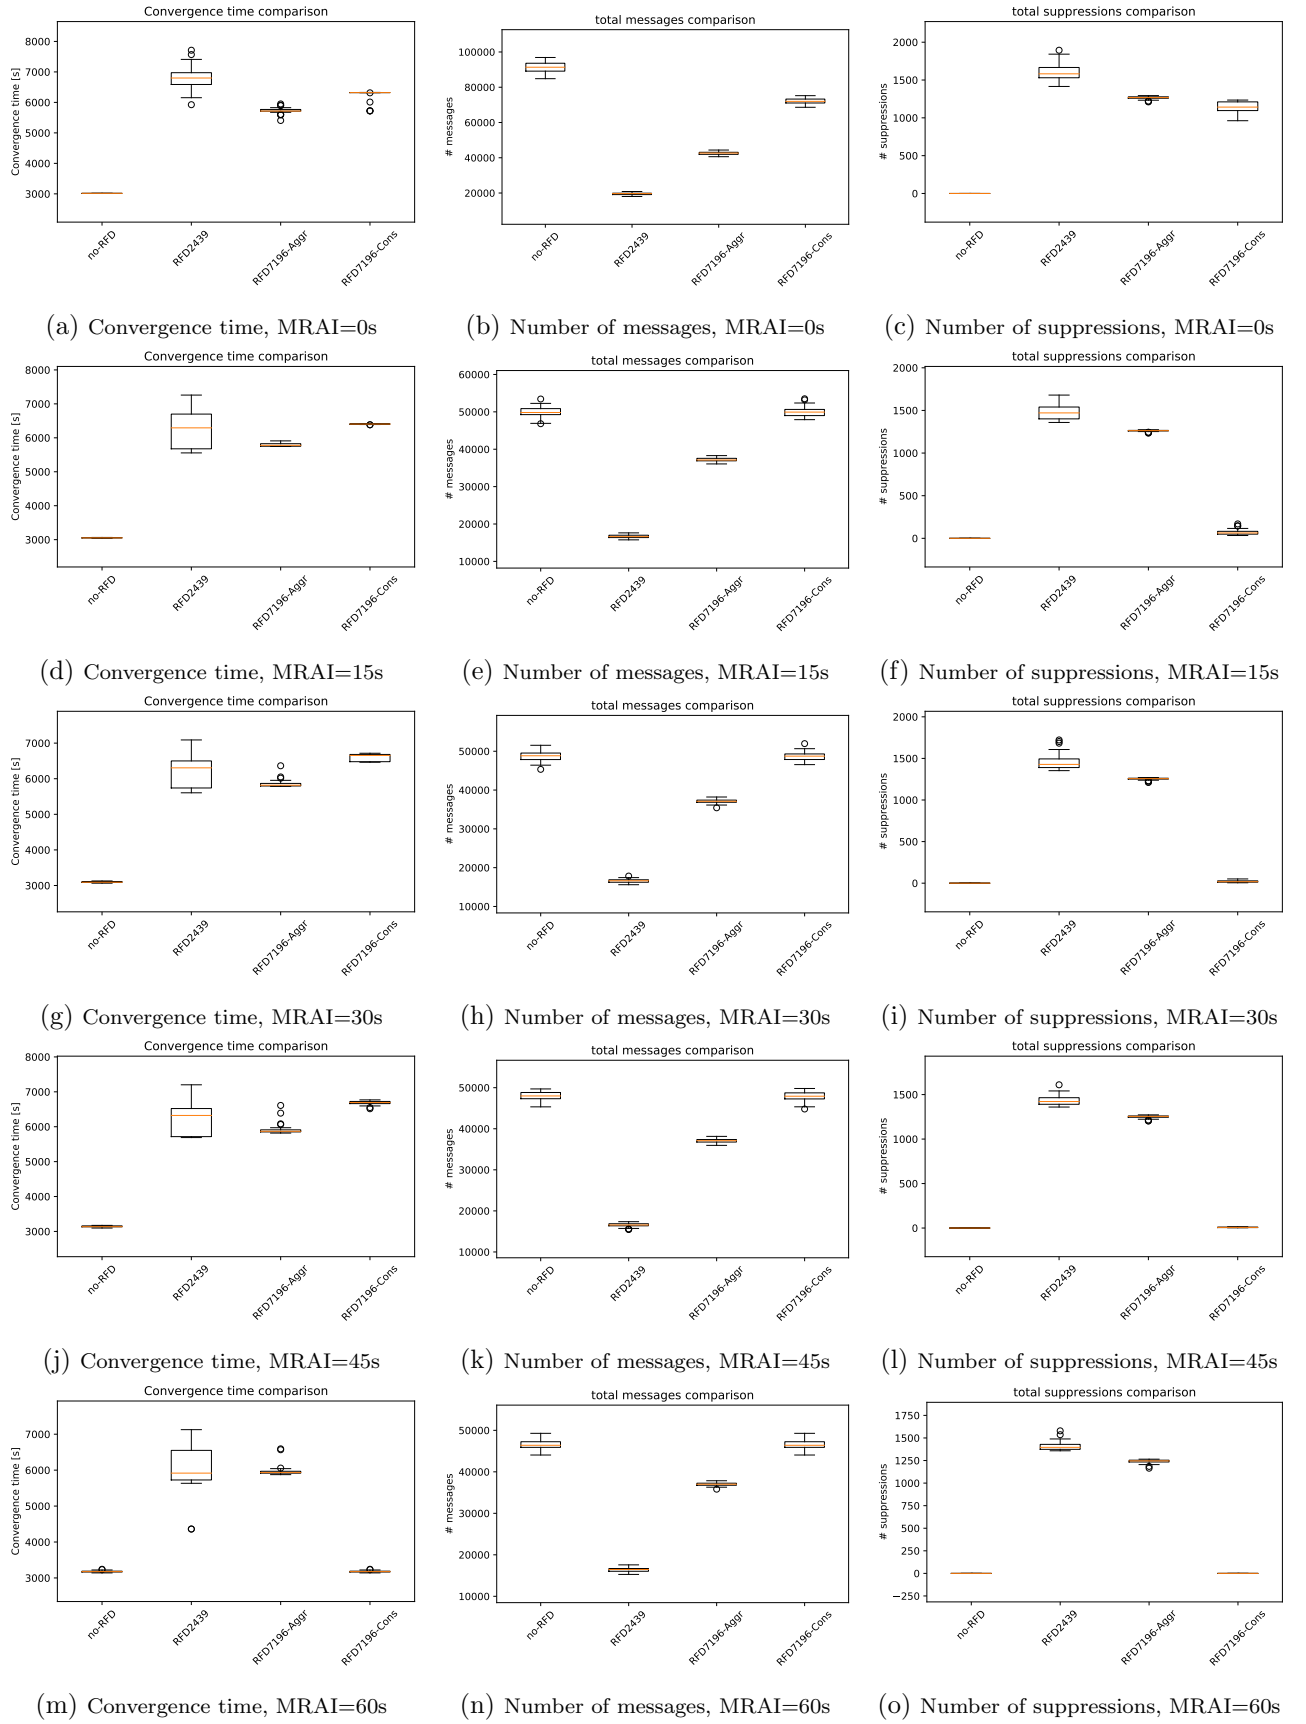 Convergence time comparison
Convergence time [s]
8000
7000
6000
5000
4000
3000
no-RFD
RFD2439
RFD7196-Aggr
RFD7196-Cons
(a) Convergence time, MRAI=0s
total messages comparison
# messages
100000
80000
60000
40000
20000
no-RFD
RFD2439
RFD7196-Aggr
RFD7196-Cons
(b) Number of messages, MRAI=0s
total suppressions comparison
# suppressions
2000
1500
1000
500
0
no-RFD
RFD2439
RFD7196-Aggr
RFD7196-Cons
(c) Number of suppressions, MRAI=0s
Convergence time comparison
Convergence time [s]
8000
7000
6000
5000
4000
3000
no-RFD
RFD2439
RFD7196-Aggr
RFD7196-Cons
(d) Convergence time, MRAI=15s
total messages comparison
# messages
60000
50000
40000
30000
20000
10000
no-RFD
RFD2439
RFD7196-Aggr
RFD7196-Cons
(e) Number of messages, MRAI=15s
total suppressions comparison
# suppressions
2000
1500
1000
500
0
no-RFD
RFD2439
RFD7196-Aggr
RFD7196-Cons
(f) Number of suppressions, MRAI=15s
Convergence time comparison
Convergence time [s]
7000
6000
5000
4000
3000
no-RFD
RFD2439
RFD7196-Aggr
RFD7196-Cons
(g) Convergence time, MRAI=30s
total messages comparison
# messages
50000
40000
30000
20000
10000
no-RFD
RFD2439
RFD7196-Aggr
RFD7196-Cons
(h) Number of messages, MRAI=30s
total suppressions comparison
# suppressions
2000
1500
1000
500
0
no-RFD
RFD2439
RFD7196-Aggr
RFD7196-Cons
(i) Number of suppressions, MRAI=30s
Convergence time comparison
Convergence time [s]
8000
7000
6000
5000
4000
3000
no-RFD
RFD2439
RFD7196-Aggr
RFD7196-Cons
(j) Convergence time, MRAI=45s
total messages comparison
# messages
50000
40000
30000
20000
10000
no-RFD
RFD2439
RFD7196-Aggr
RFD7196-Cons
(k) Number of messages, MRAI=45s
total suppressions comparison
# suppressions
1500
1000
500
0
no-RFD
RFD2439
RFD7196-Aggr
RFD7196-Cons
(l) Number of suppressions, MRAI=45s
Convergence time comparison
Convergence time [s]
7000
6000
5000
4000
3000
no-RFD
RFD2439
RFD7196-Aggr
RFD7196-Cons
(m) Convergence time, MRAI=60s
total messages comparison
# messages
50000
40000
30000
20000
10000
no-RFD
RFD2439
RFD7196-Aggr
RFD7196-Cons
(n) Number of messages, MRAI=60s
total suppressions comparison
# suppressions
1750
1500
1250
1000
750
500
250
0
−250
no-RFD
RFD2439
RFD7196-Aggr
RFD7196-Cons
(o) Number of suppressions, MRAI=60s